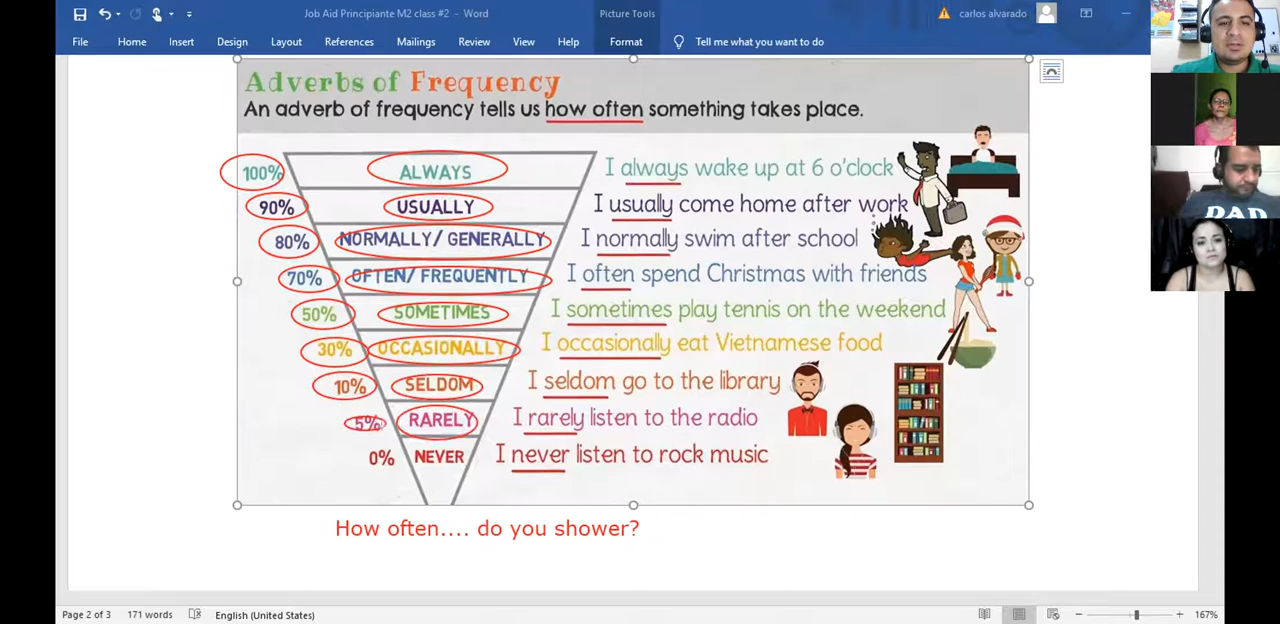 Job Aid Principiante M2 class #2 - Word
Picture Tools
carlos alvarado
File Home Insert Design Layout References Mailings Review View Help Format Tell me what you want to do
Adverbs of Frequency
An adverb of frequency tells us how often something takes place.
100% ALWAYS I always wake up at 6 o'clock
90% USUALLY I usually come home after work
80% NORMALLY/ GENERALLY I normally swim after school
70% OFTEN/ FREQUENTLY I often spend Christmas with friends
50% SOMETIMES I sometimes play tennis on the weekend
30% OCCASIONALLY I occasionally eat Vietnamese food
10% SELDOM I seldom go to the library
5% RARELY I rarely listen to the radio
0% NEVER I never listen to rock music
How often.... do you shower?
DAD
Page 2 of 3 171 words English (United States) 167%